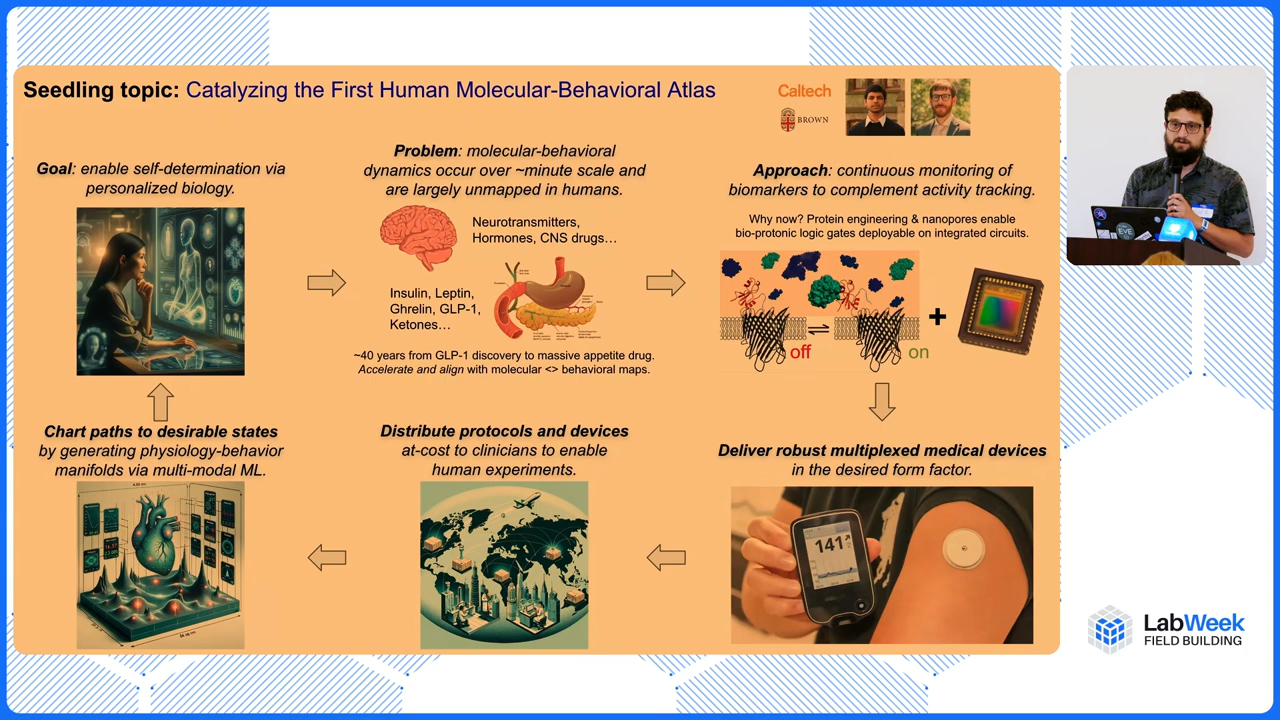 Seedling topic: Catalyzing the First Human Molecular-Behavioral Atlas
Caltech
BROWN
Goal: enable self-determination via
personalized biology.
Problem: molecular-behavioral
dynamics occur over ~minute scale and
are largely unmapped in humans.
Neurotransmitters,
Hormones, CNS drugs…
Insulin, Leptin,
Ghrelin, GLP-1,
Ketones…
~40 years from GLP-1 discovery to massive appetite drug.
Accelerate and align with molecular <> behavioral maps.
Approach: continuous monitoring of
biomarkers to complement activity tracking.
Why now? Protein engineering & nanopores enable
bio-protonic logic gates deployable on integrated circuits.
off
on
+
Deliver robust multiplexed medical devices
in the desired form factor.
141
Distribute protocols and devices
at-cost to clinicians to enable
human experiments.
Chart paths to desirable states
by generating physiology-behavior
manifolds via multi-modal ML.
EVE
LabWeek
FIELD BUILDING